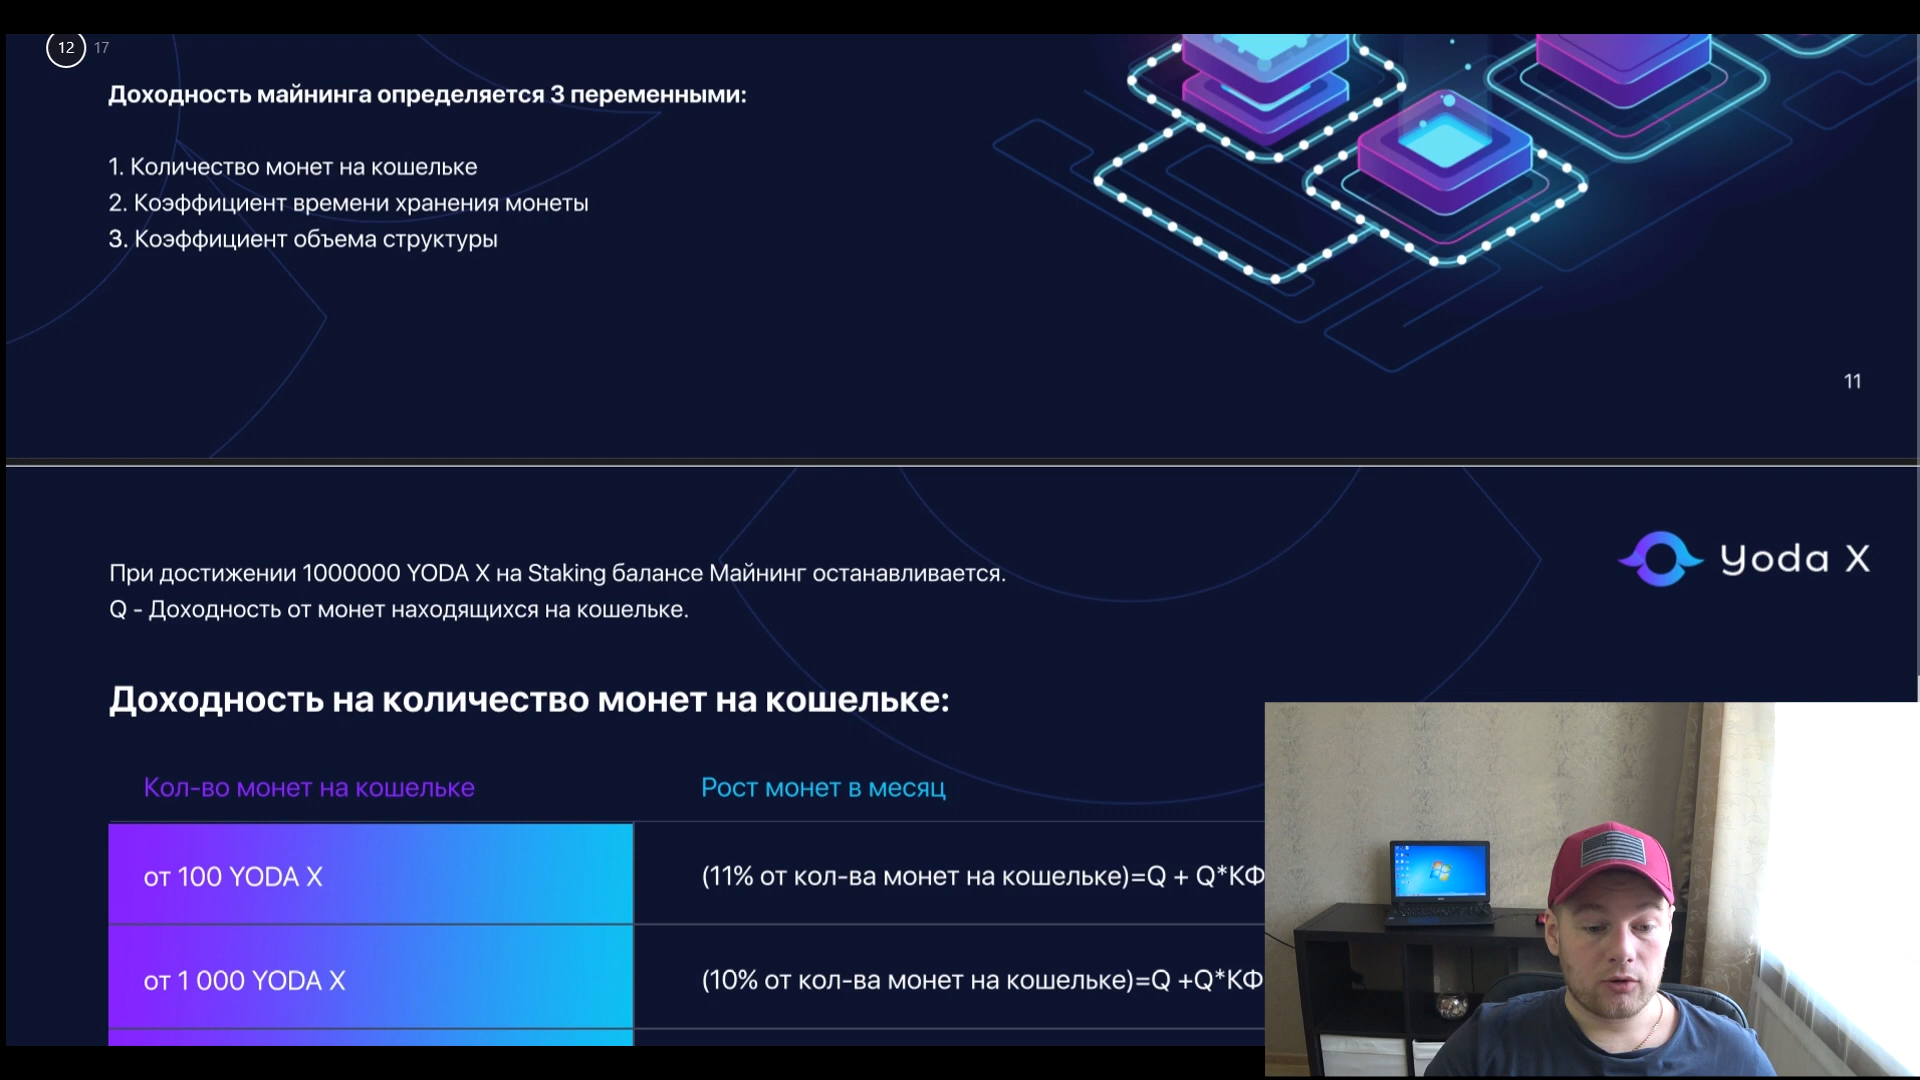 12 17
Доходность майнинга определяется 3 переменными:
1. Количество монет на кошельке
2. Коэффициент времени хранения монеты
3. Коэффициент объема структуры
11
Yoda X
При достижении 1000000 YODA X на Staking балансе Майнинг останавливается.
Q - Доходность от монет находящихся на кошельке.
Доходность на количество монет на кошельке:
Кол-во монет на кошельке Рост монет в месяц
от 100 YODA X (11% от кол-ва монет на кошельке)=Q + Q*КФ
от 1 000 YODA X (10% от кол-ва монет на кошельке)=Q +Q*КФ